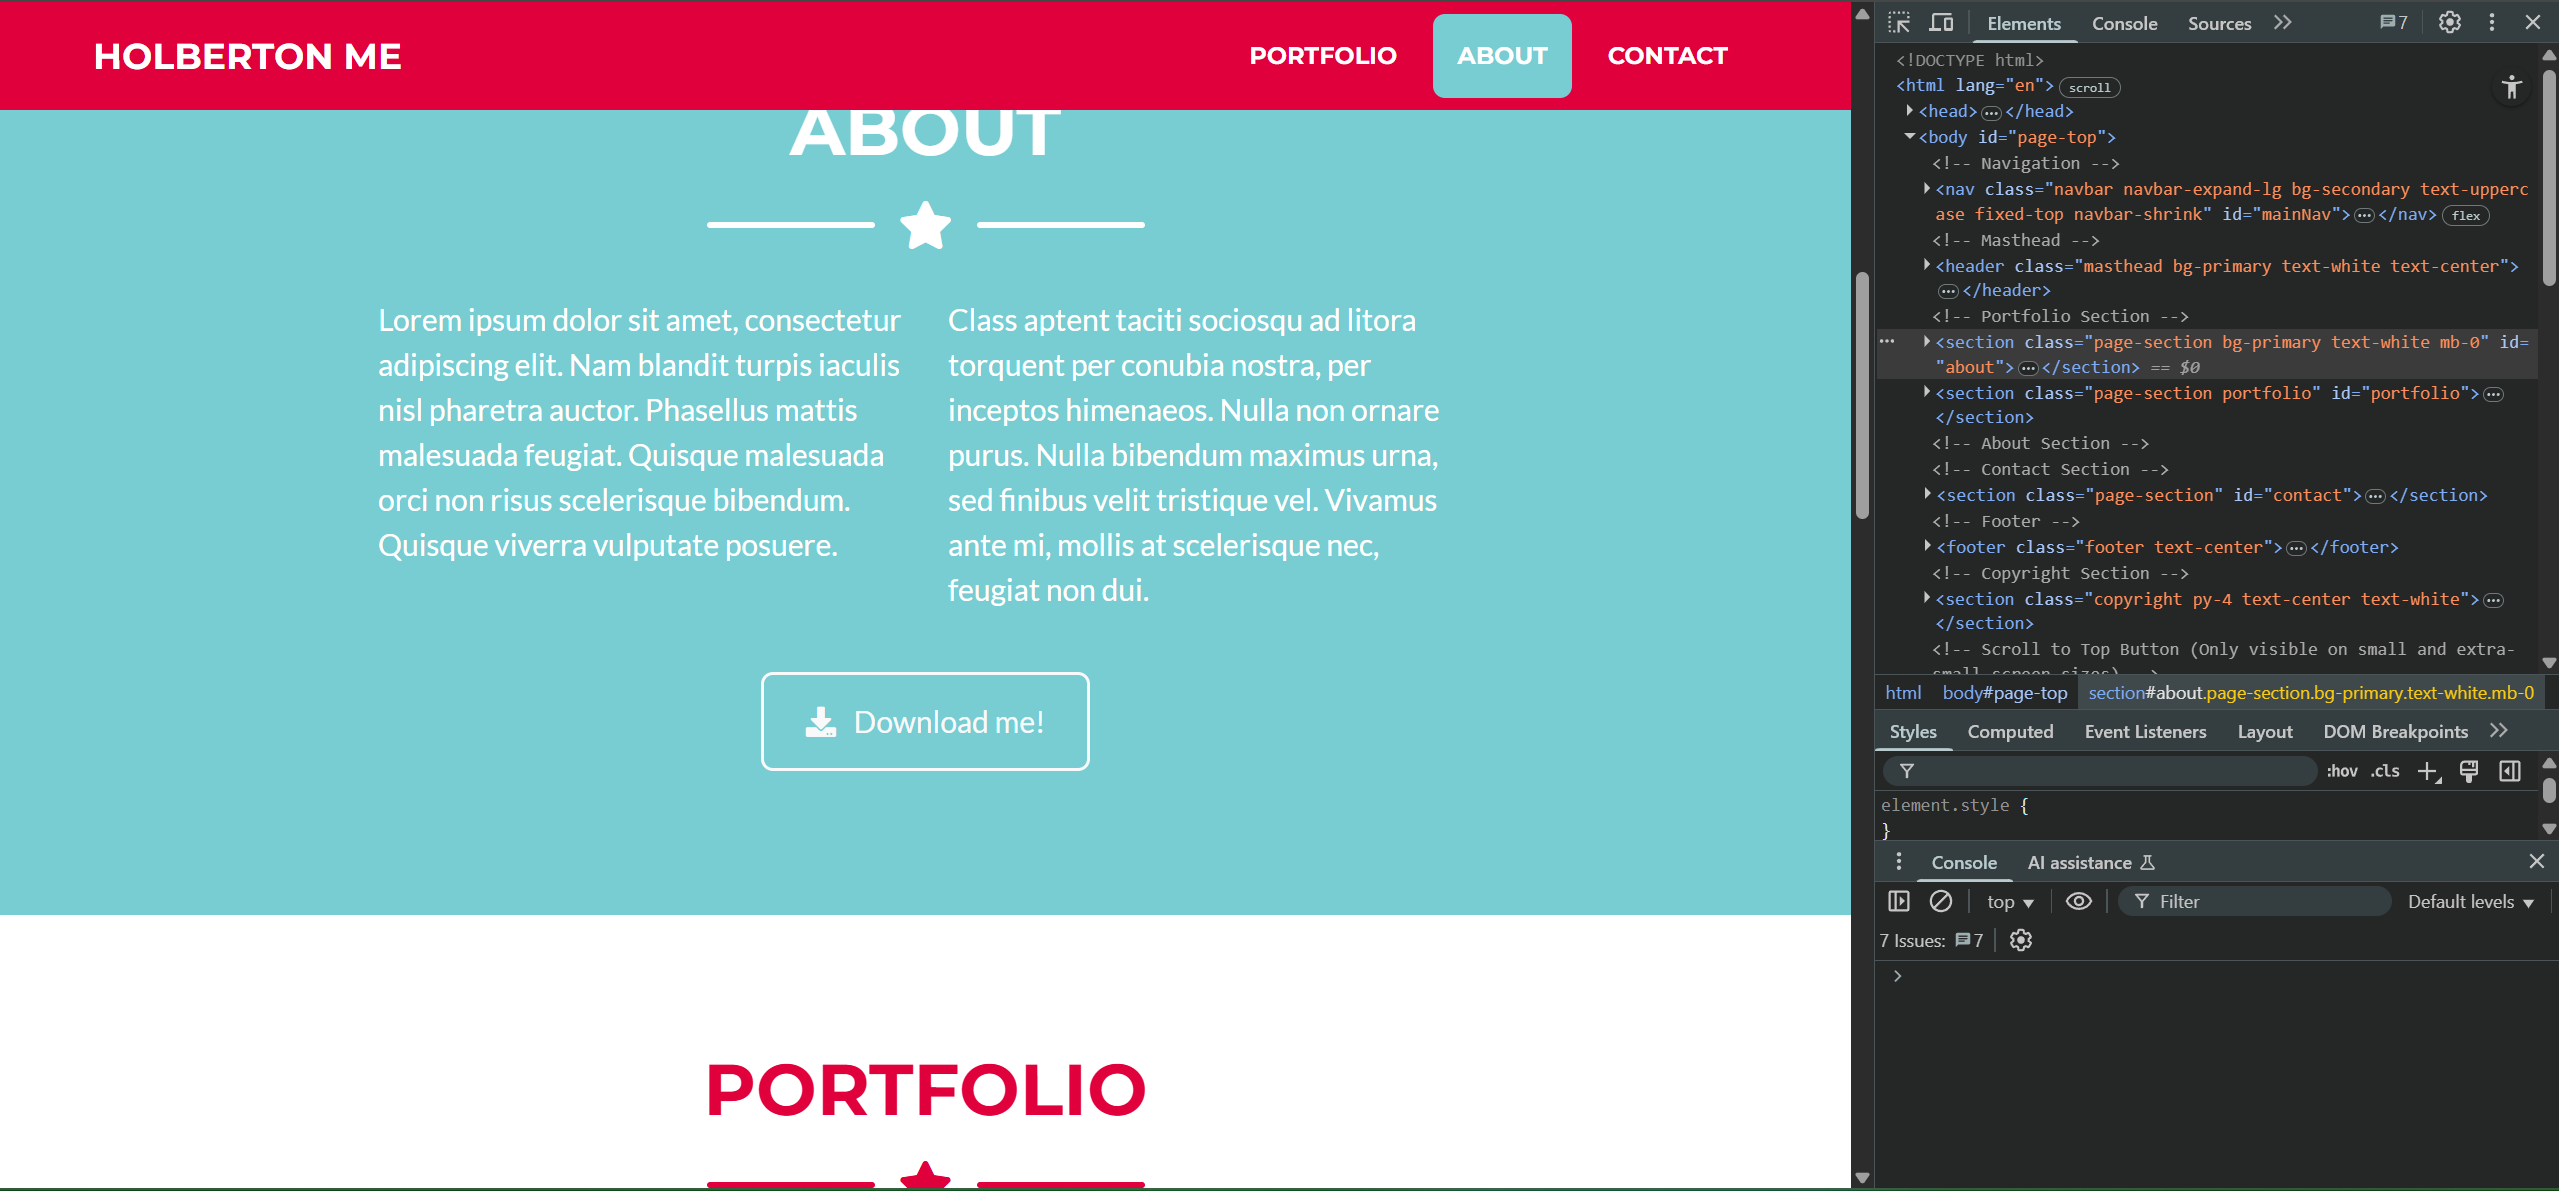 HOLBERTON ME
PORTFOLIO
ABOUT
CONTACT
ABOUT
Lorem ipsum dolor sit amet, consectetur
adipiscing elit. Nam blandit turpis iaculis
nisl pharetra auctor. Phasellus mattis
malesuada feugiat. Quisque malesuada
orci non risus scelerisque bibendum.
Quisque viverra vulputate posuere.
Class aptent taciti sociosqu ad litora
torquent per conubia nostra, per
inceptos himenaeos. Nulla non ornare
purus. Nulla bibendum maximus urna,
sed finibus velit tristique vel. Vivamus
ante mi, mollis at scelerisque nec,
feugiat non dui.
Download me!
PORTFOLIO
Elements Console Sources 7
<!DOCTYPE html>
<html lang="en"> scroll
<head>…</head>
<body id="page-top">
<!-- Navigation -->
<nav class="navbar navbar-expand-lg bg-secondary text-upperc
ase fixed-top navbar-shrink" id="mainNav">…</nav> flex
<!-- Masthead -->
<header class="masthead bg-primary text-white text-center">
…</header>
<!-- Portfolio Section -->
<section class="page-section bg-primary text-white mb-0" id=
"about">…</section> == $0
<section class="page-section portfolio" id="portfolio">…
</section>
<!-- About Section -->
<!-- Contact Section -->
<section class="page-section" id="contact">…</section>
<!-- Footer -->
<footer class="footer text-center">…</footer>
<!-- Copyright Section -->
<section class="copyright py-4 text-center text-white">…
</section>
<!-- Scroll to Top Button (Only visible on small and extra-
small screen sizes)-->
html body#page-top section#about.page-section.bg-primary.text-white.mb-0
Styles Computed Event Listeners Layout DOM Breakpoints
:hov .cls
element.style {
}
Console AI assistance
top Filter Default levels
7 Issues: 7